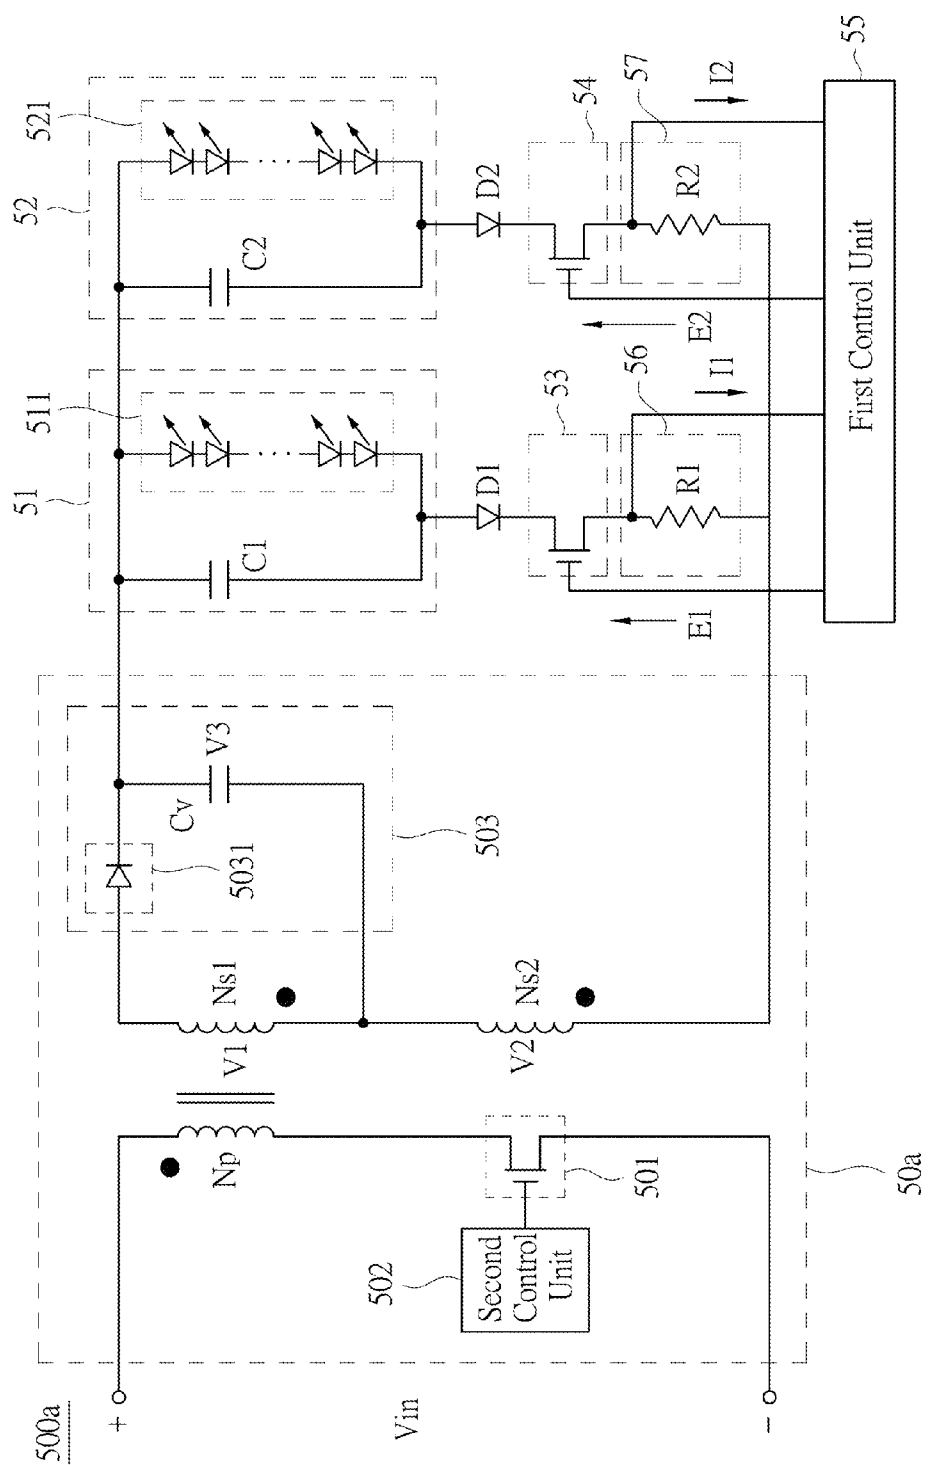 500a
+
Vin
−
50a
502
Second
Control
Unit
501
Np
V1
Ns1
V2
Ns2
503
5031
Cv
V3
51
511
C1
D1
53
56
R1
E1
I1
52
521
C2
D2
54
57
R2
E2
I2
First Control Unit
55